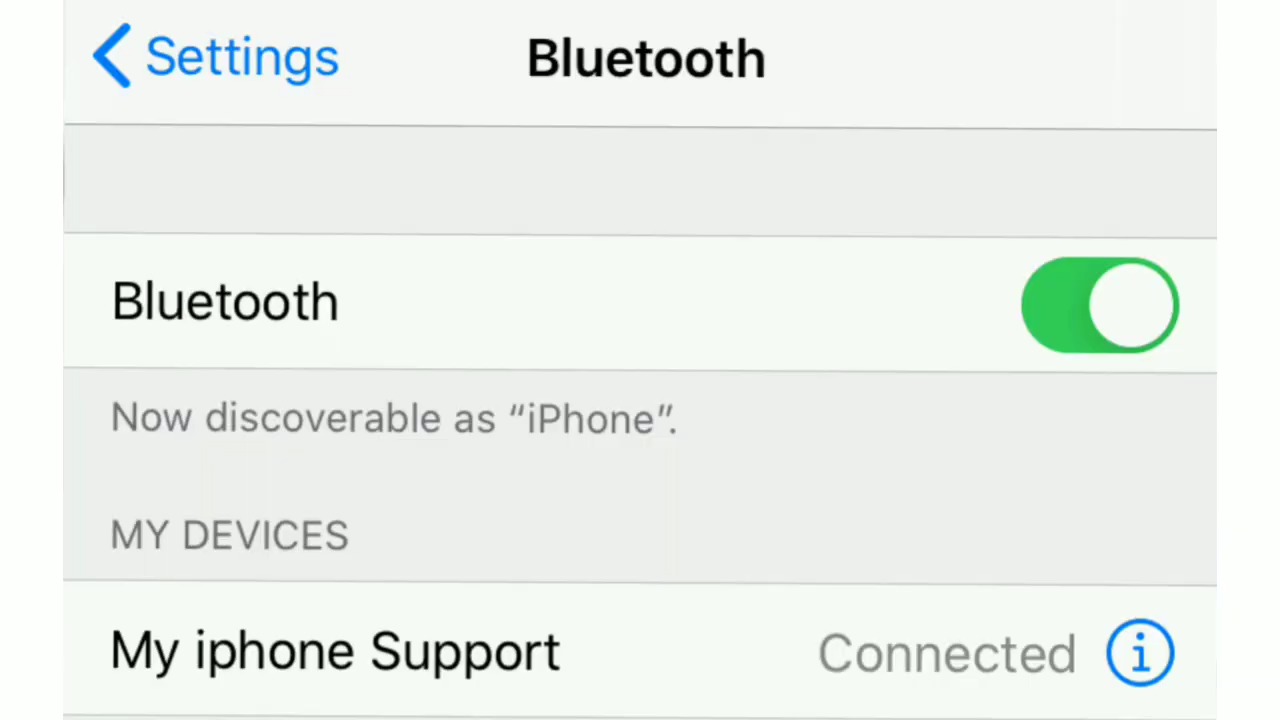 Settings
Bluetooth
Bluetooth
Now discoverable as “iPhone”.
MY DEVICES
My iphone Support
Connected